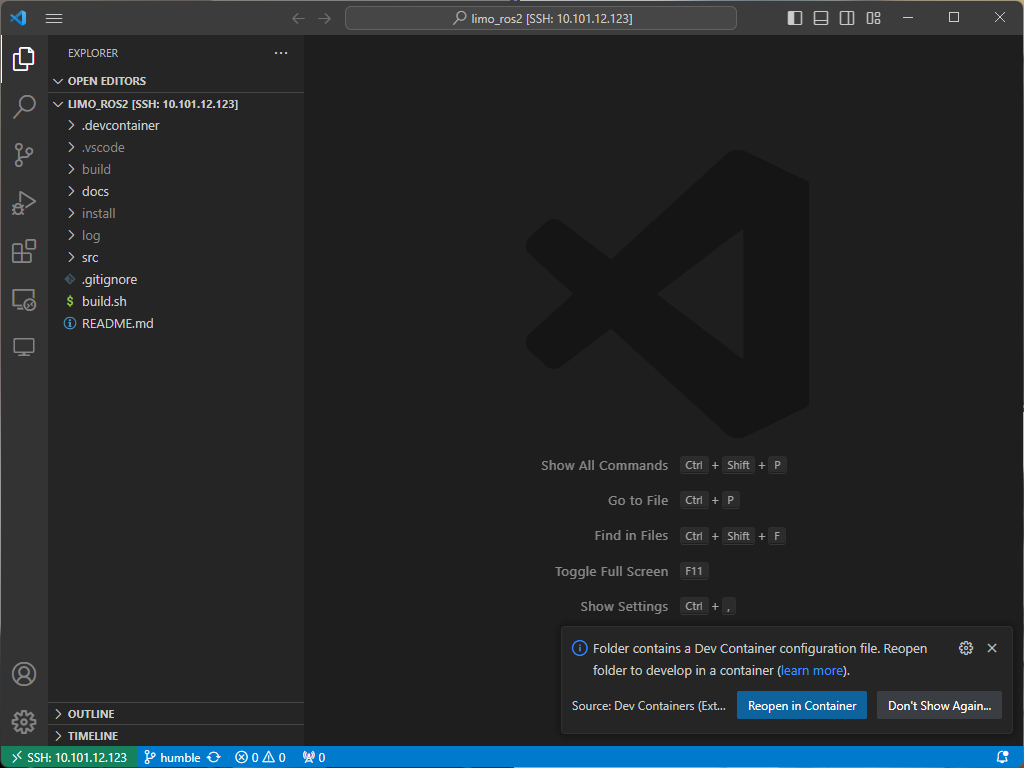 limo_ros2 [SSH: 10.101.12.123]
EXPLORER
OPEN EDITORS
LIMO_ROS2 [SSH: 10.101.12.123]
.devcontainer
.vscode
build
docs
install
log
src
.gitignore
$ build.sh
README.md
Show All Commands Ctrl + Shift + P
Go to File Ctrl + P
Find in Files Ctrl + Shift + F
Toggle Full Screen F11
Show Settings Ctrl + ,
Folder contains a Dev Container configuration file. Reopen
folder to develop in a container (learn more).
Source: Dev Containers (Ext... Reopen in Container Don't Show Again...
OUTLINE
TIMELINE
SSH: 10.101.12.123 humble 0 0 0